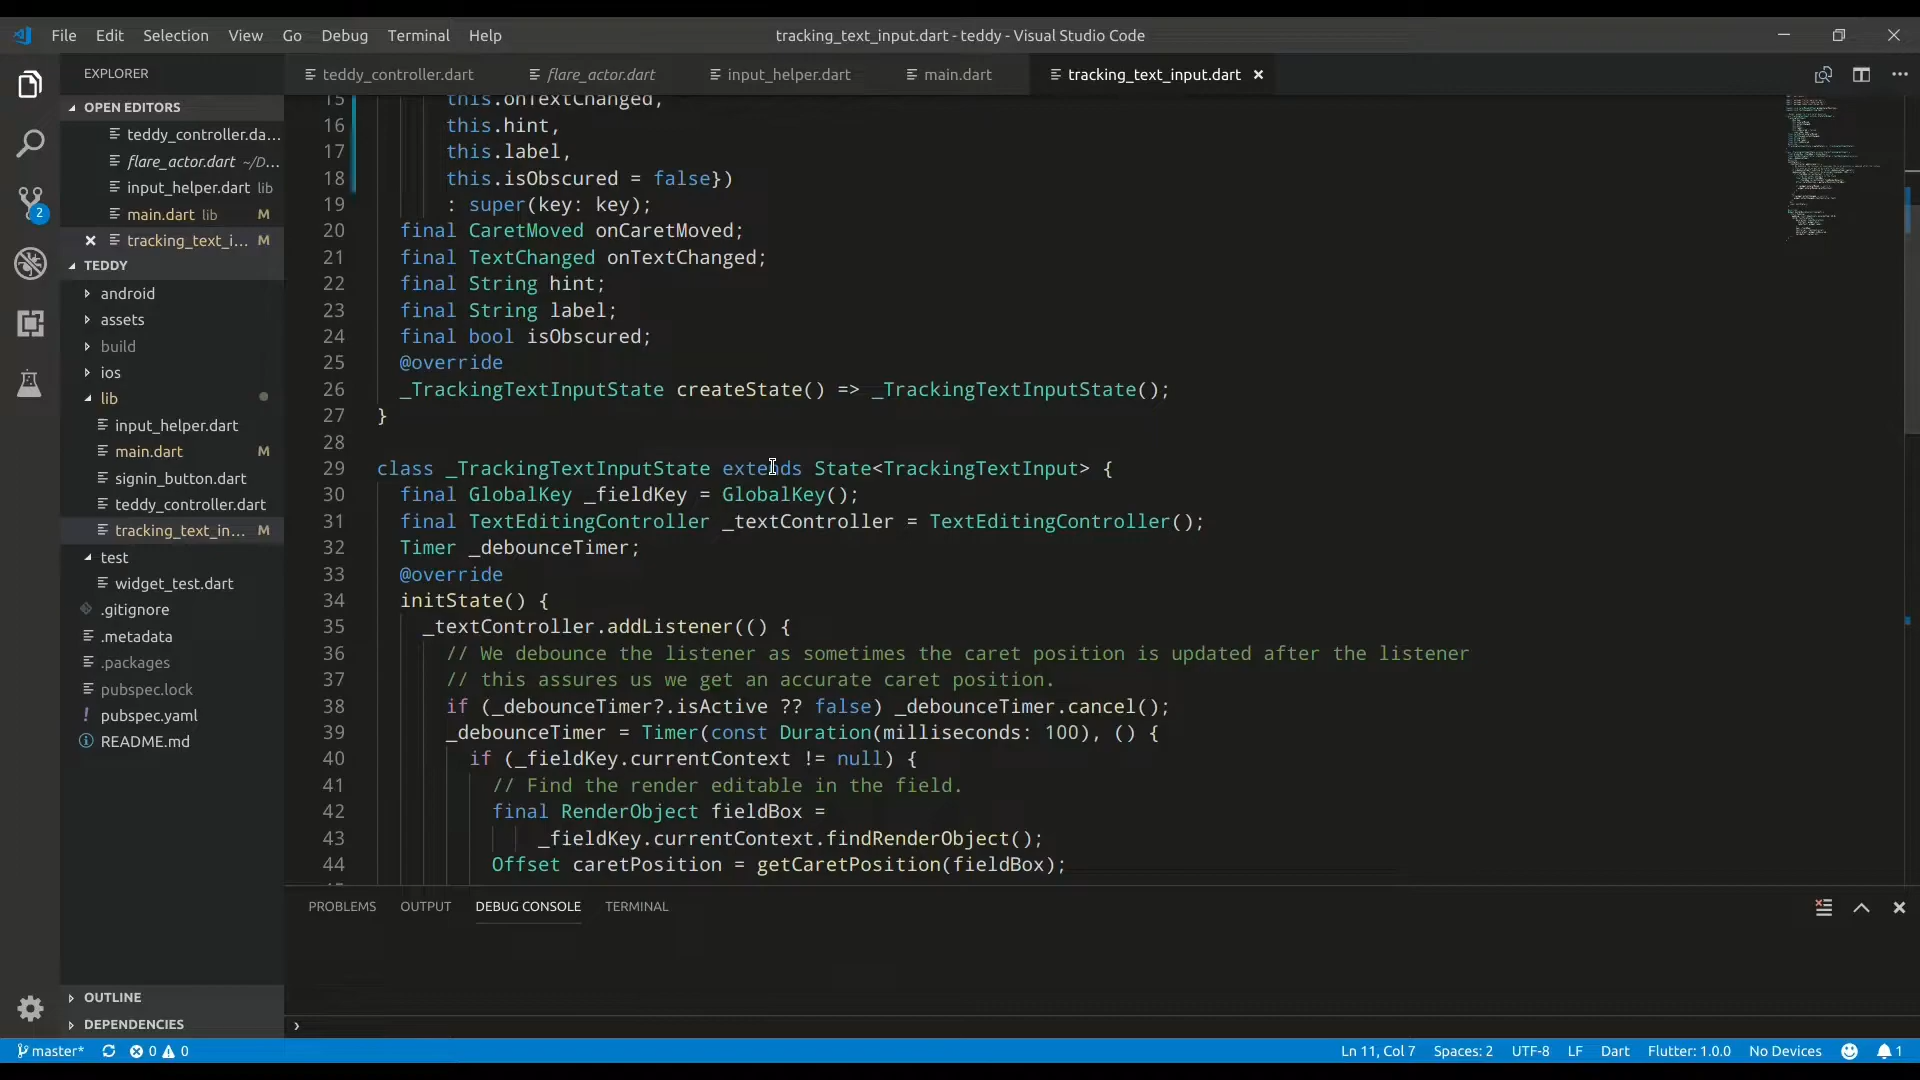 File Edit Selection View Go Debug Terminal Help
tracking_text_input.dart - teddy - Visual Studio Code
EXPLORER
teddy_controller.dart
flare_actor.dart
input_helper.dart
main.dart
tracking_text_input.dart
OPEN EDITORS
teddy_controller.da...
flare_actor.dart ~/D...
input_helper.dart lib
main.dart lib M
tracking_text_i... M
TEDDY
android
assets
build
ios
lib
input_helper.dart
main.dart M
signin_button.dart
teddy_controller.dart
tracking_text_in... M
test
widget_test.dart
.gitignore
.metadata
.packages
pubspec.lock
! pubspec.yaml
README.md
OUTLINE
DEPENDENCIES
2
15 this.onTextChanged,
16 this.hint,
17 this.label,
18 this.isObscured = false})
19 : super(key: key);
20 final CaretMoved onCaretMoved;
21 final TextChanged onTextChanged;
22 final String hint;
23 final String label;
24 final bool isObscured;
25 @override
26 _TrackingTextInputState createState() => _TrackingTextInputState();
27 }
28
29 class _TrackingTextInputState extends State<TrackingTextInput> {
30 final GlobalKey _fieldKey = GlobalKey();
31 final TextEditingController _textController = TextEditingController();
32 Timer _debounceTimer;
33 @override
34 initState() {
35 _textController.addListener(() {
36 // We debounce the listener as sometimes the caret position is updated after the listener
37 // this assures us we get an accurate caret position.
38 if (_debounceTimer?.isActive ?? false) _debounceTimer.cancel();
39 _debounceTimer = Timer(const Duration(milliseconds: 100), () {
40 if (_fieldKey.currentContext != null) {
41 // Find the render editable in the field.
42 final RenderObject fieldBox =
43 _fieldKey.currentContext.findRenderObject();
44 Offset caretPosition = getCaretPosition(fieldBox);
PROBLEMS OUTPUT DEBUG CONSOLE TERMINAL
master* 0 0
Ln 11, Col 7 Spaces: 2 UTF-8 LF Dart Flutter: 1.0.0 No Devices 1